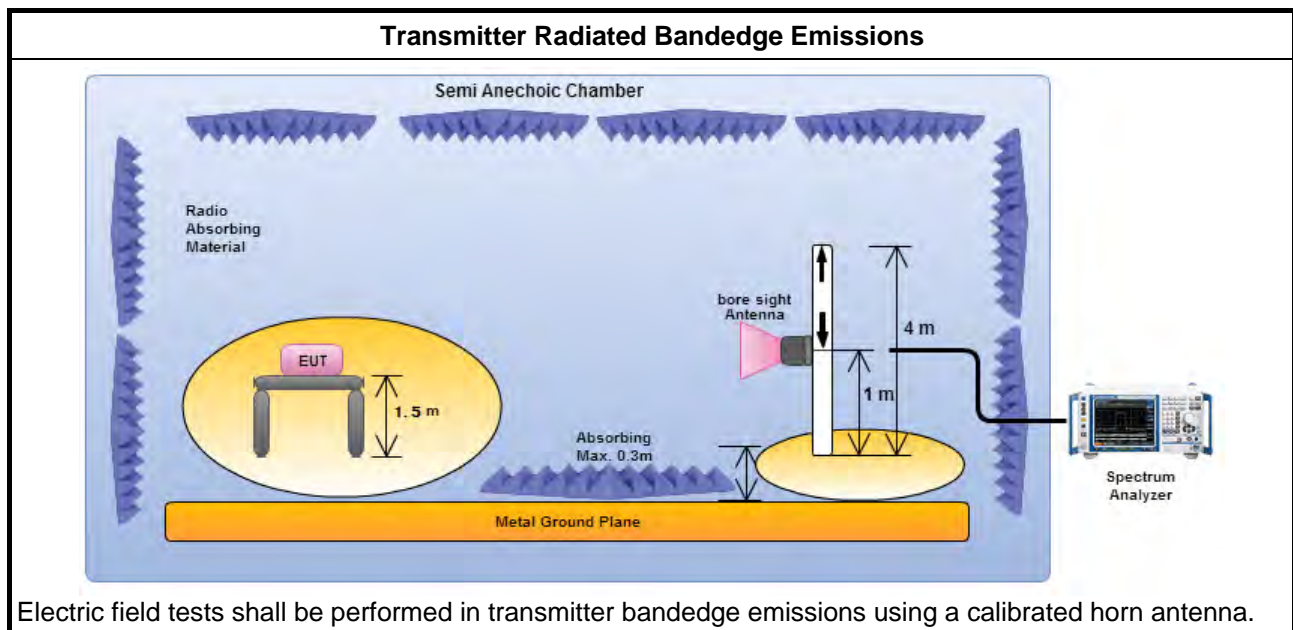 Transmitter Radiated Bandedge Emissions
Semi Anechoic Chamber
Radio
Absorbing
Material
bore sight
Antenna
4 m
EUT
1. 5 m
1 m
Absorbing
Max. 0.3m
Spectrum
Analyzer
Metal Ground Plane
Electric field tests shall be performed in transmitter bandedge emissions using a calibrated horn antenna.